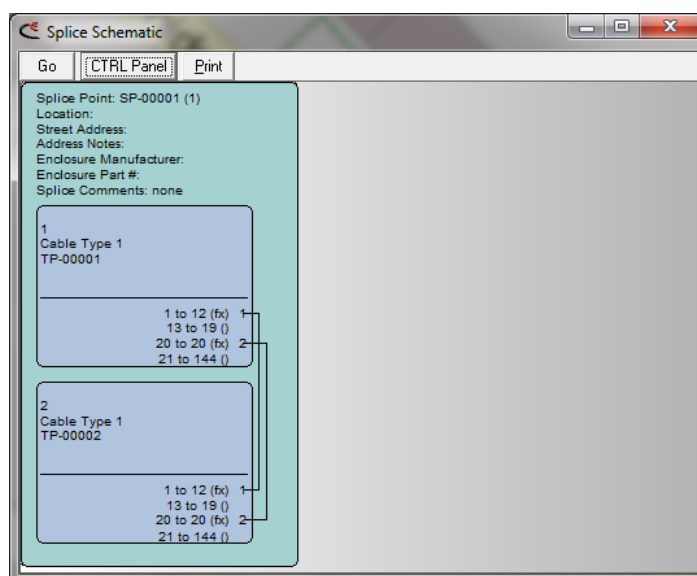 Splice Schematic
Go CTRL Panel Print
Splice Point: SP-00001 (1)
Location:
Street Address:
Address Notes:
Enclosure Manufacturer:
Enclosure Part #:
Splice Comments: none
1
Cable Type 1
TP-00001
1 to 12 (fx) 1
13 to 19 ()
20 to 20 (fx) 2
21 to 144 ()
2
Cable Type 1
TP-00002
1 to 12 (fx) 1
13 to 19 ()
20 to 20 (fx) 2
21 to 144 ()